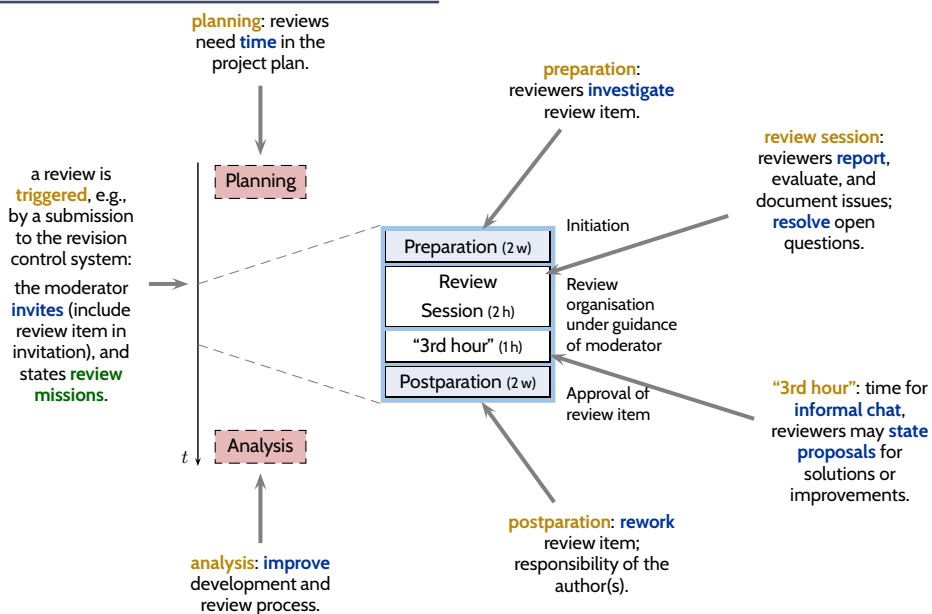 planning: reviews
need time in the
project plan.
preparation:
reviewers investigate
review item.
review session:
reviewers report,
evaluate, and
document issues;
resolve open
questions.
a review is
triggered, e.g.,
by a submission
to the revision
control system:
the moderator
invites (include
review item in
invitation), and
states review
missions.
Planning
Preparation (2 w)
Review
Session (2 h)
“3rd hour” (1 h)
Postparation (2 w)
Initiation
Review
organisation
under guidance
of moderator
Approval of
review item
“3rd hour”: time for
informal chat,
reviewers may state
proposals for
solutions or
improvements.
Analysis
t
analysis: improve
development and
review process.
postparation: rework
review item;
responsibility of the
author(s).